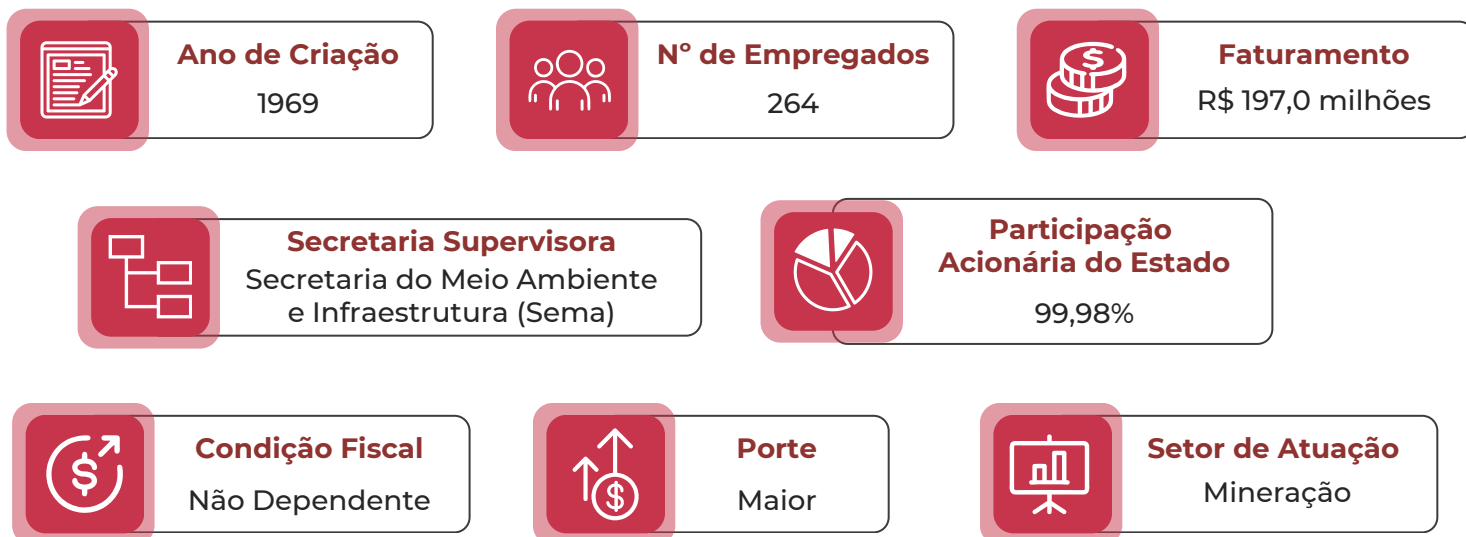 Ano de Criação
1969
Nº de Empregados
264
Faturamento
R$ 197,0 milhões
Secretaria Supervisora
Secretaria do Meio Ambiente
e Infraestrutura (Sema)
Participação
Acionária do Estado
99,98%
Condição Fiscal
Não Dependente
Porte
Maior
Setor de Atuação
Mineração